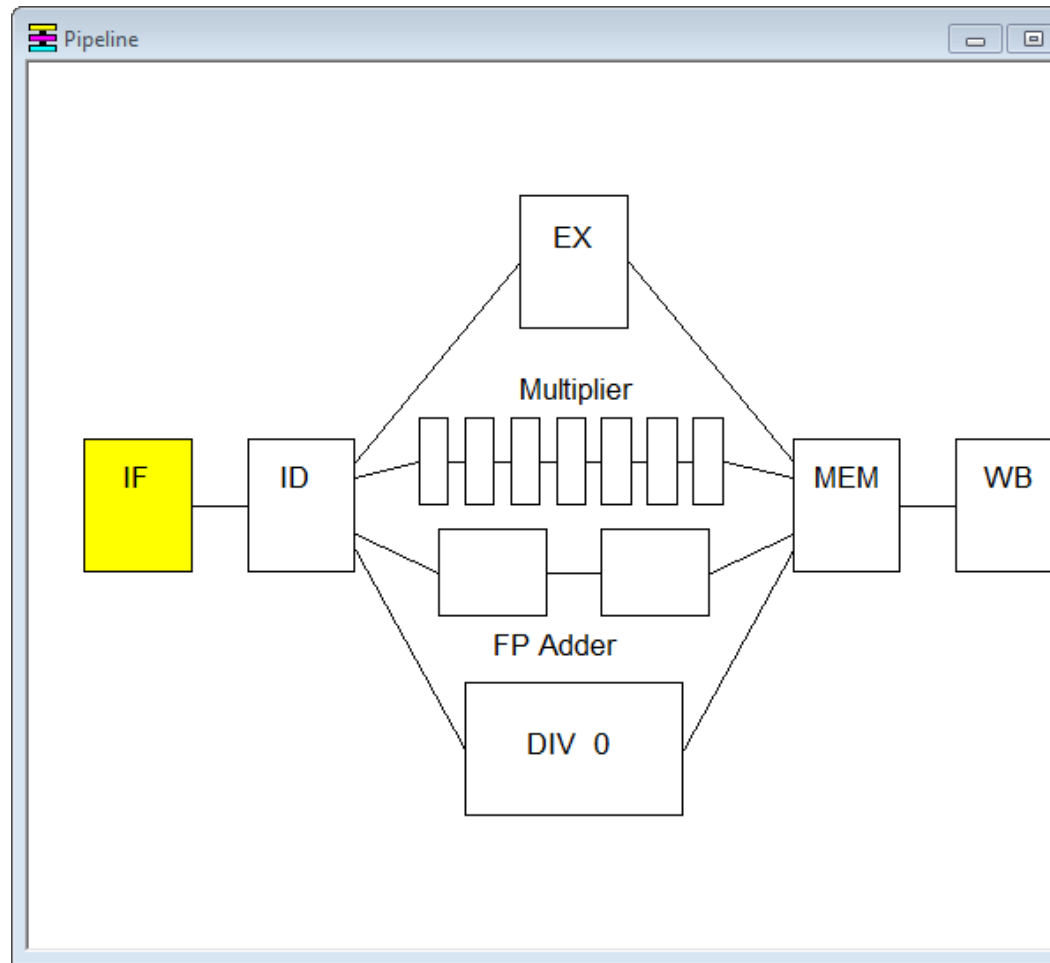 Pipeline
EX
Multiplier
IF
ID
MEM
WB
FP Adder
DIV 0